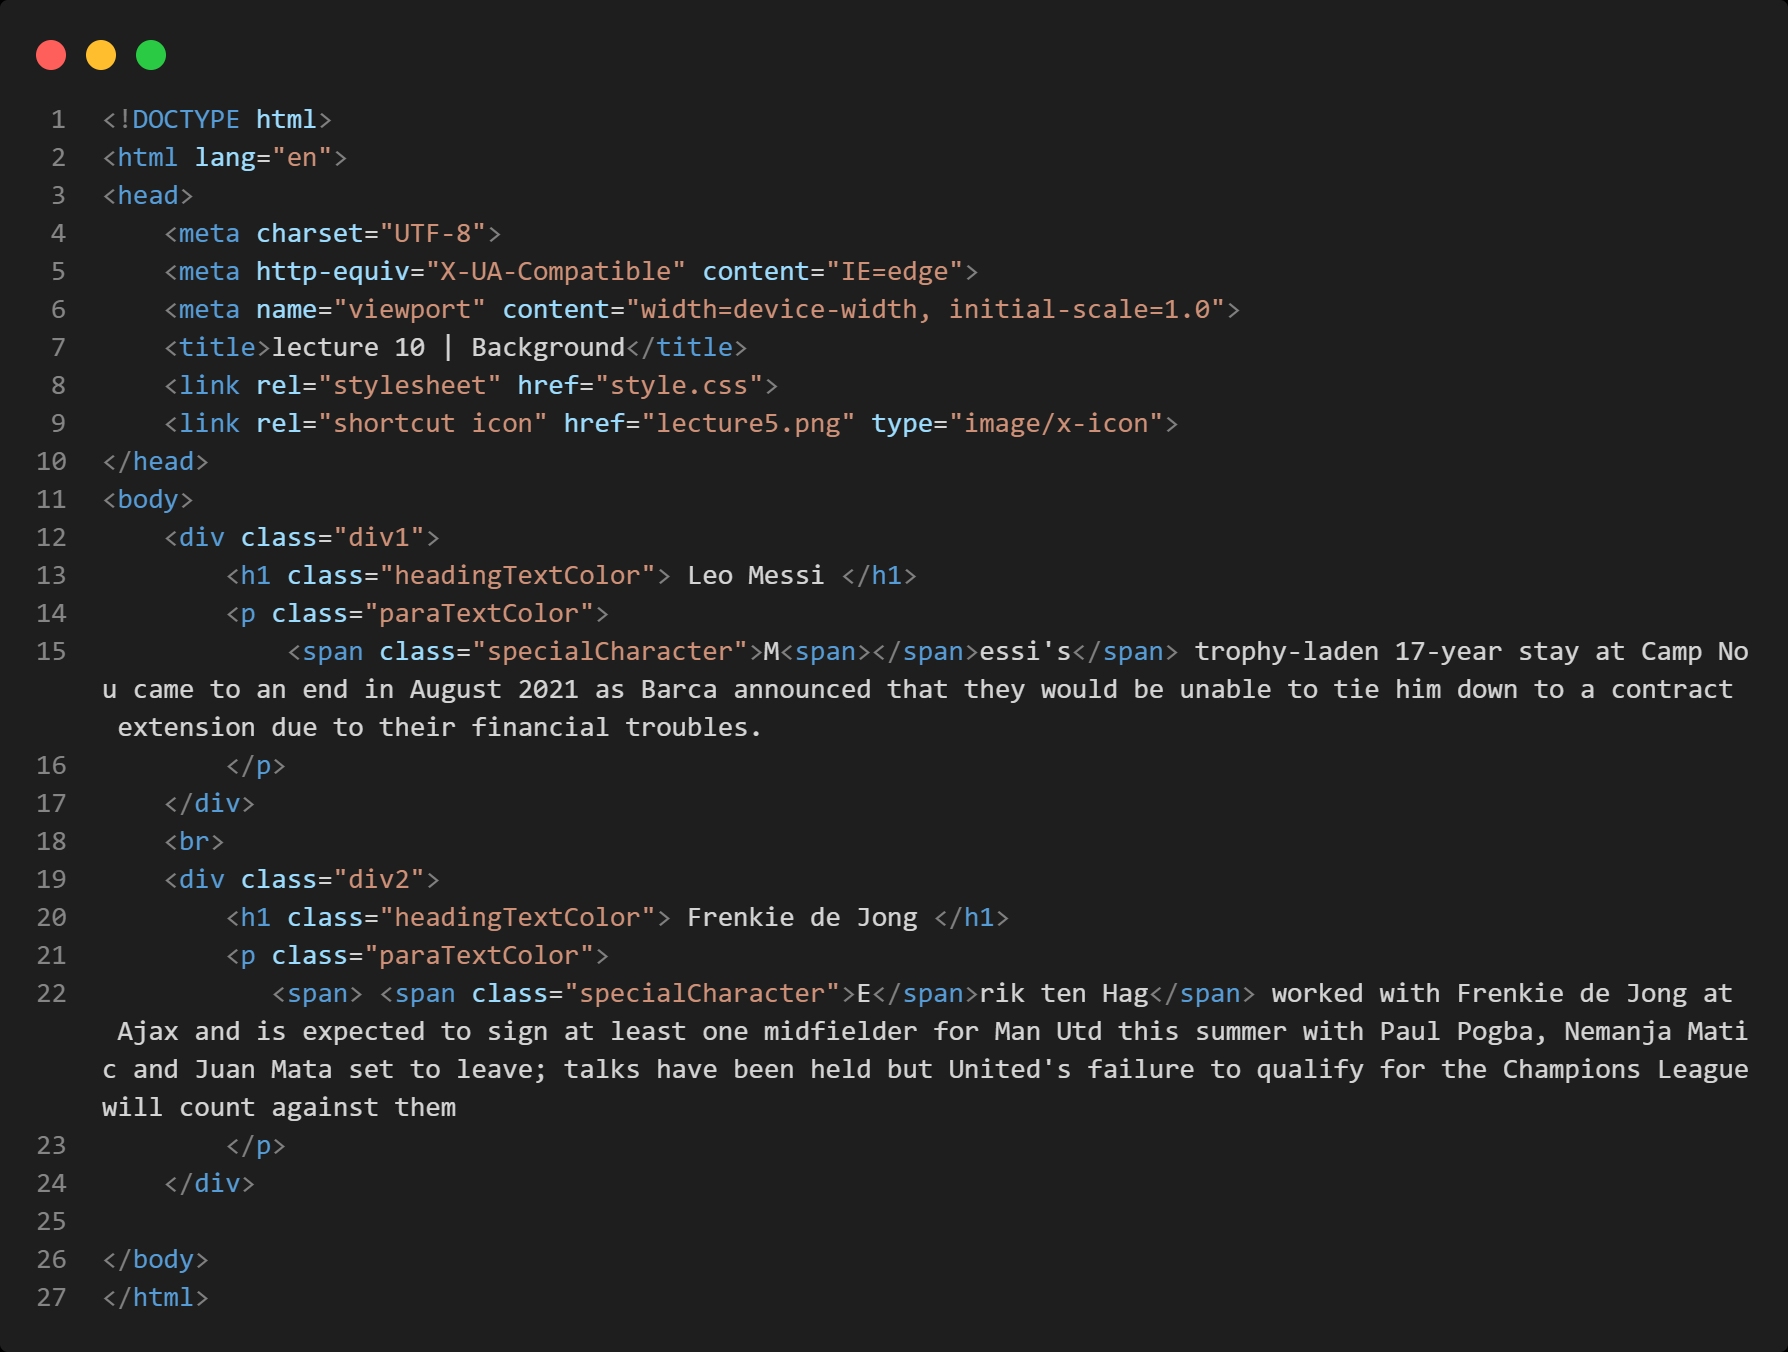 1 <!DOCTYPE html>
2 <html lang="en">
3 <head>
4     <meta charset="UTF-8">
5     <meta http-equiv="X-UA-Compatible" content="IE=edge">
6     <meta name="viewport" content="width=device-width, initial-scale=1.0">
7     <title>lecture 10 | Background</title>
8     <link rel="stylesheet" href="style.css">
9     <link rel="shortcut icon" href="lecture5.png" type="image/x-icon">
10 </head>
11 <body>
12     <div class="div1">
13         <h1 class="headingTextColor"> Leo Messi </h1>
14         <p class="paraTextColor">
15             <span class="specialCharacter">M<span></span>essi's</span> trophy-laden 17-year stay at Camp No
u came to an end in August 2021 as Barca announced that they would be unable to tie him down to a contract
 extension due to their financial troubles.
16         </p>
17     </div>
18     <br>
19     <div class="div2">
20         <h1 class="headingTextColor"> Frenkie de Jong </h1>
21         <p class="paraTextColor">
22            <span> <span class="specialCharacter">E</span>rik ten Hag</span> worked with Frenkie de Jong at
 Ajax and is expected to sign at least one midfielder for Man Utd this summer with Paul Pogba, Nemanja Mati
c and Juan Mata set to leave; talks have been held but United's failure to qualify for the Champions League
will count against them
23         </p>
24     </div>
25
26 </body>
27 </html>